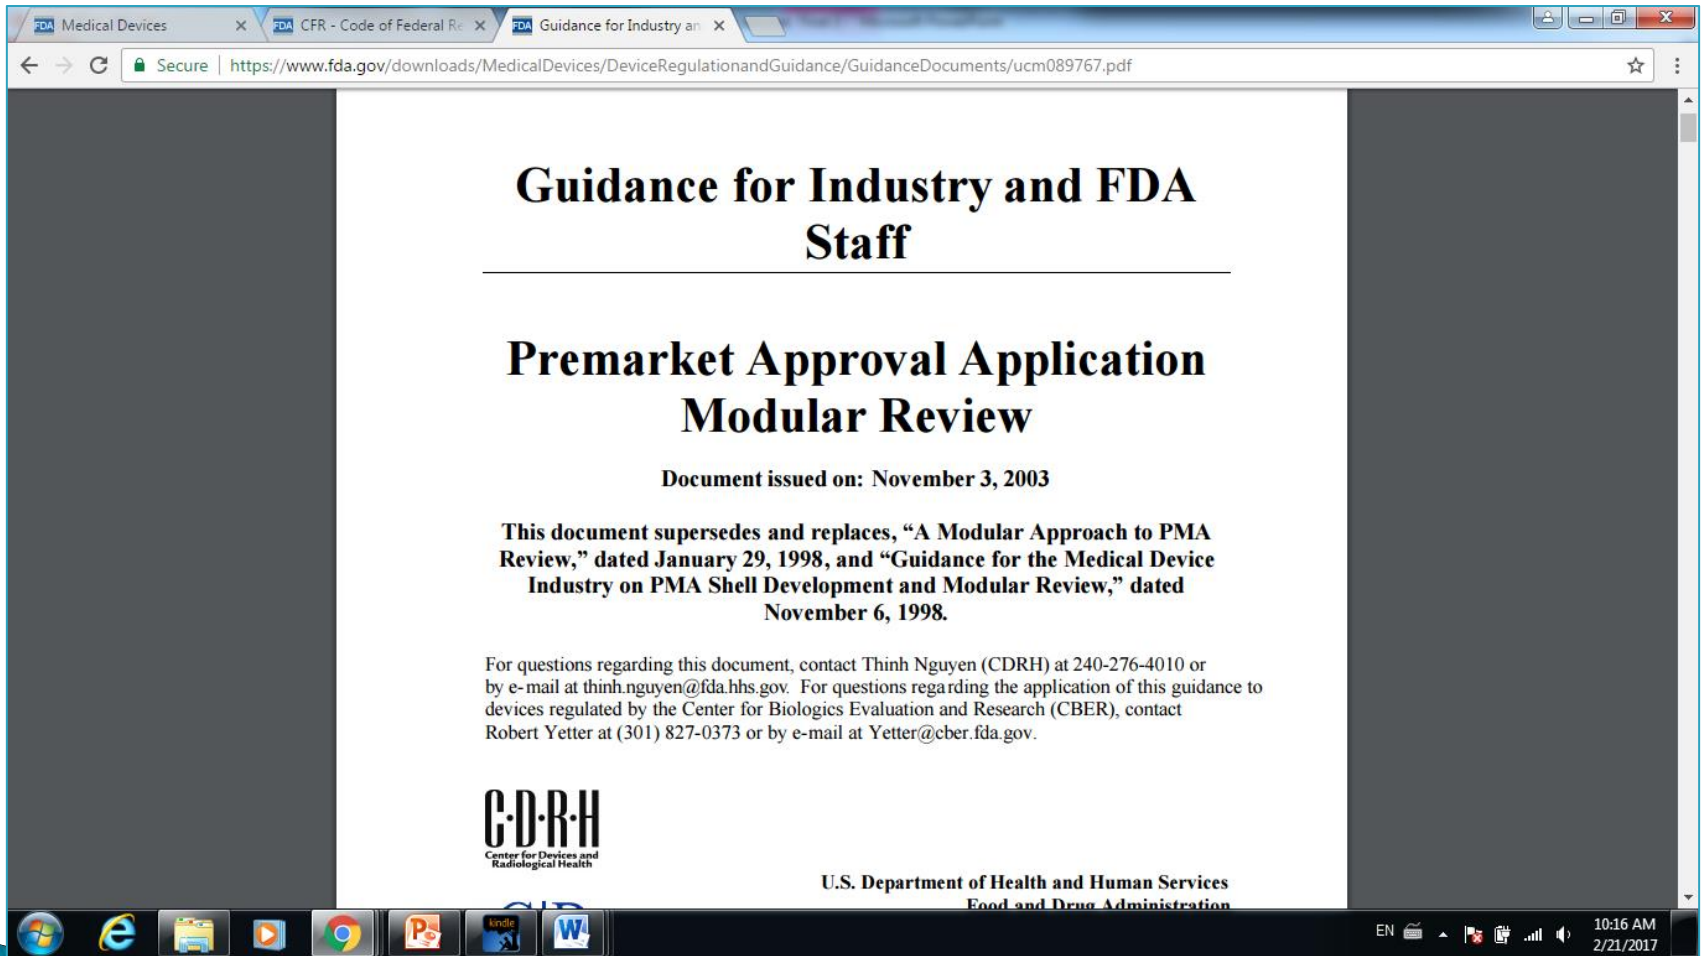 Medical Devices
CFR - Code of Federal Re
Guidance for Industry an
Secure | https://www.fda.gov/downloads/MedicalDevices/DeviceRegulationandGuidance/GuidanceDocuments/ucm089767.pdf
Guidance for Industry and FDA
Staff
Premarket Approval Application
Modular Review
Document issued on: November 3, 2003
This document supersedes and replaces, “A Modular Approach to PMA
Review,” dated January 29, 1998, and “Guidance for the Medical Device
Industry on PMA Shell Development and Modular Review,” dated
November 6, 1998.
For questions regarding this document, contact Thinh Nguyen (CDRH) at 240-276-4010 or
by e-mail at thinh.nguyen@fda.hhs.gov. For questions regarding the application of this guidance to
devices regulated by the Center for Biologics Evaluation and Research (CBER), contact
Robert Yetter at (301) 827-0373 or by e-mail at Yetter@cber.fda.gov.
C·D·R·H
Center for Devices and
Radiological Health
U.S. Department of Health and Human Services
Food and Drug Administration
kindle
EN
10:16 AM
2/21/2017